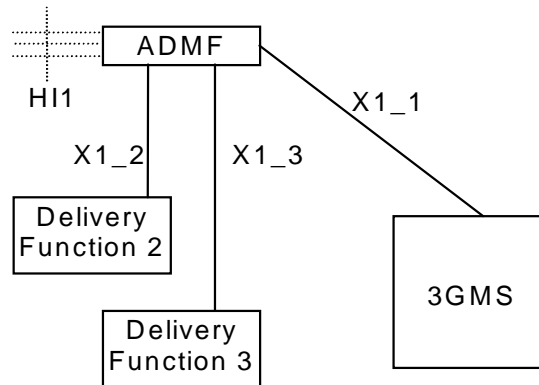 ADMF
HI1
X1_1
X1_2
X1_3
Delivery
Function 2
3GMS
Delivery
Function 3